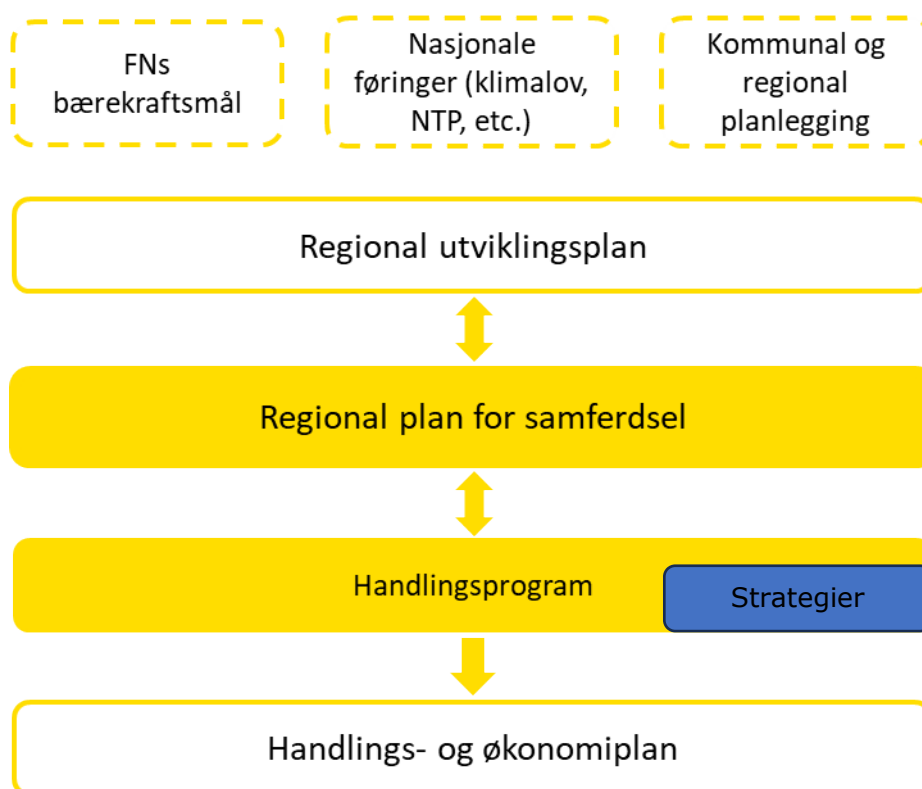 FNs
bærekraftsmål
Nasjonale
føringer (klimalov,
NTP, etc.)
Kommunal og
regional
planlegging
Regional utviklingsplan
Regional plan for samferdsel
Handlingsprogram
Strategier
Handlings- og økonomiplan